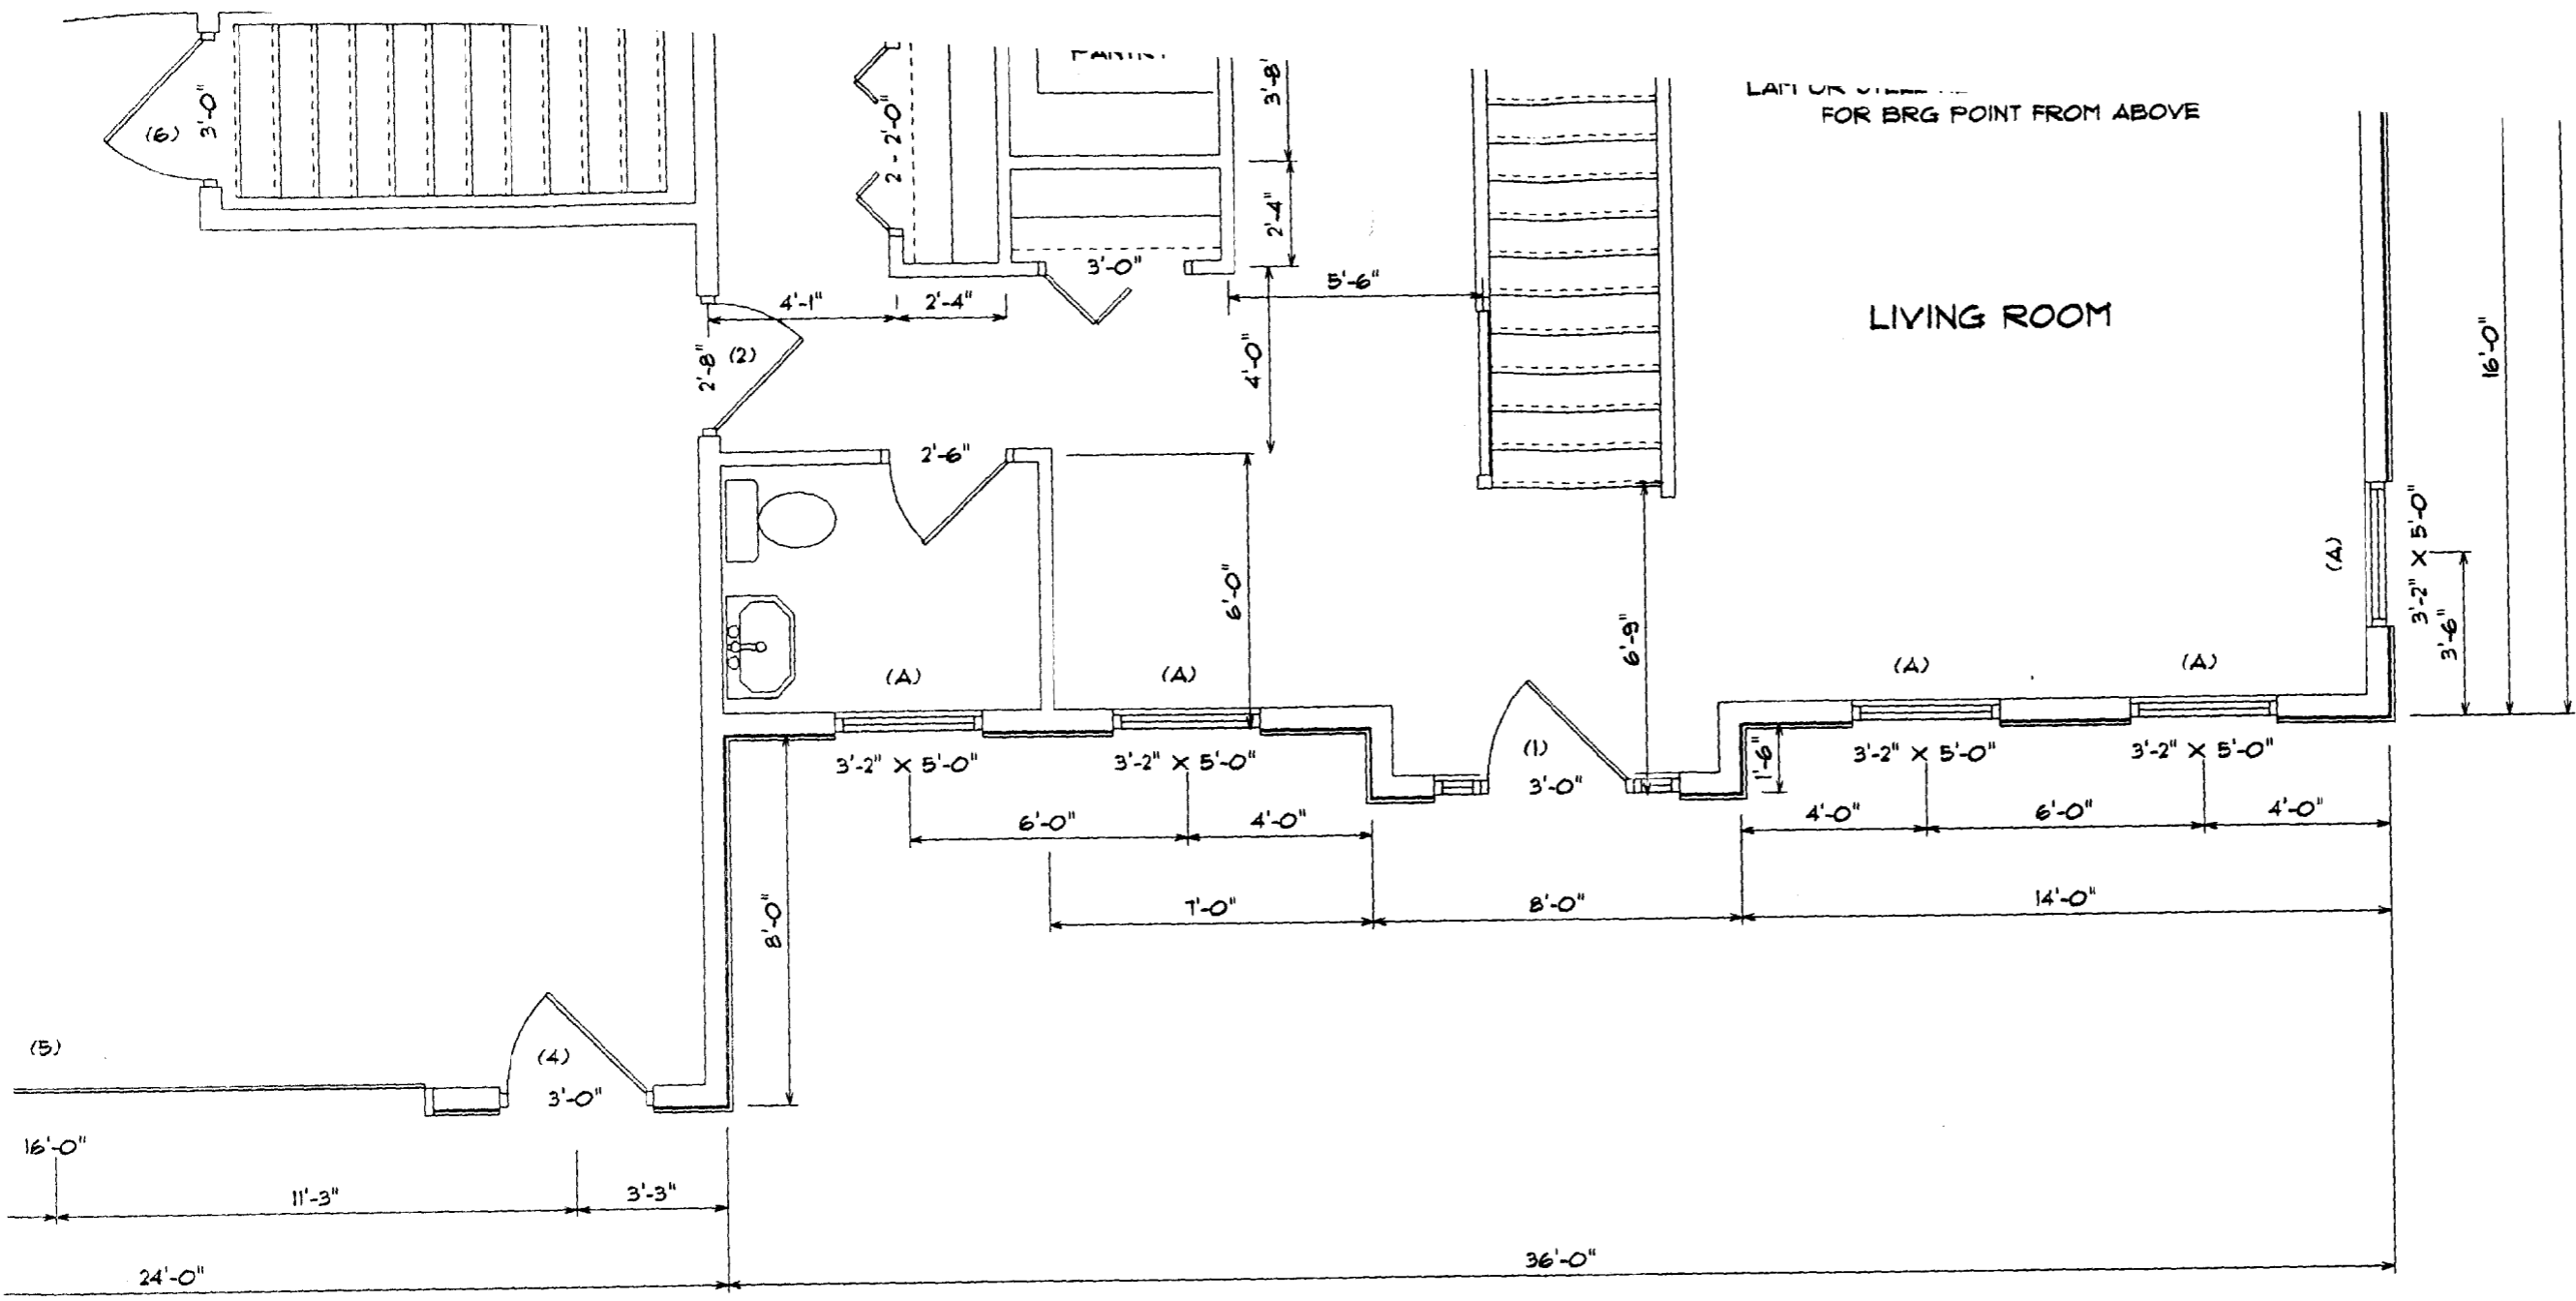 PANTRY
FOR BRG POINT FROM ABOVE
(6)
3'-0"
2 - 2'-0"
3'-8"
2'-4"
3'-0"
5'-6"
4'-1"
2'-4"
LIVING ROOM
16'-0"
2'-8"
(2)
4'-0"
2'-6"
(A)
3'-2" X 5'-0"
3'-6"
6'-0"
6'-9"
(A)
(A)
(A)
(A)
3'-2" X 5'-0"
3'-2" X 5'-0"
(1)
3'-0"
1'-6"
3'-2" X 5'-0"
3'-2" X 5'-0"
6'-0"
4'-0"
4'-0"
6'-0"
4'-0"
8'-0"
7'-0"
8'-0"
14'-0"
(5)
(4)
3'-0"
16'-0"
11'-3"
3'-3"
24'-0"
36'-0"